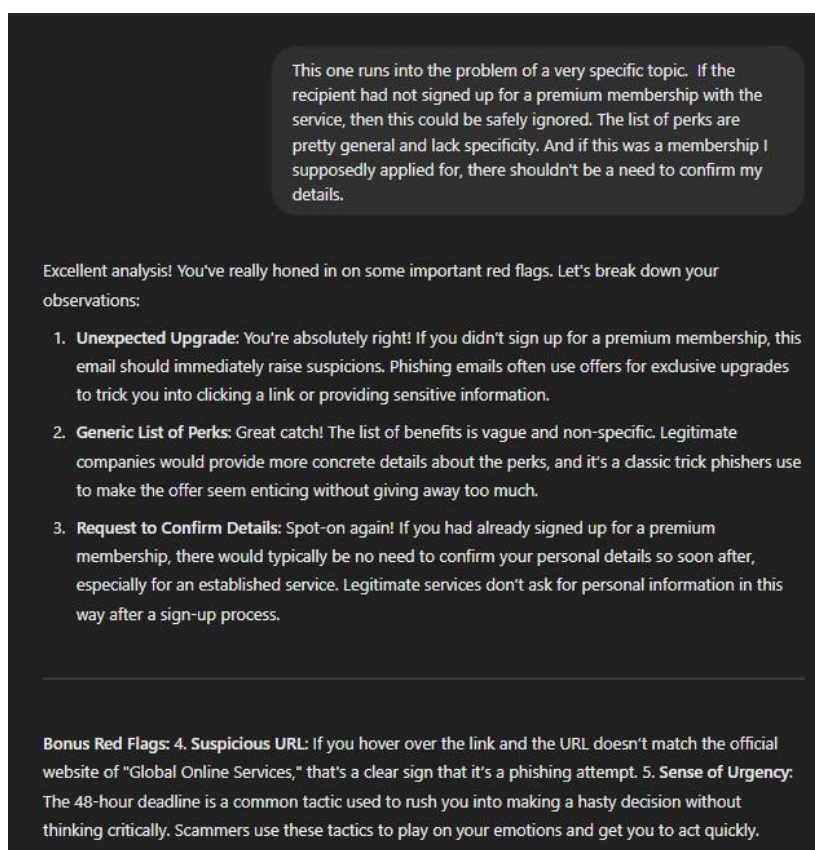 This one runs into the problem of a very specific topic.  If the
recipient had not signed up for a premium membership with the
service, then this could be safely ignored. The list of perks are
pretty general and lack specificity. And if this was a membership I
supposedly applied for, there shouldn't be a need to confirm my
details.
Excellent analysis! You've really honed in on some important red flags. Let's break down your
observations:
1. Unexpected Upgrade: You're absolutely right! If you didn't sign up for a premium membership, this
email should immediately raise suspicions. Phishing emails often use offers for exclusive upgrades
to trick you into clicking a link or providing sensitive information.
2. Generic List of Perks: Great catch! The list of benefits is vague and non-specific. Legitimate
companies would provide more concrete details about the perks, and it's a classic trick phishers use
to make the offer seem enticing without giving away too much.
3. Request to Confirm Details: Spot-on again! If you had already signed up for a premium
membership, there would typically be no need to confirm your personal details so soon after,
especially for an established service. Legitimate services don't ask for personal information in this
way after a sign-up process.
Bonus Red Flags: 4. Suspicious URL: If you hover over the link and the URL doesn't match the official
website of "Global Online Services," that's a clear sign that it's a phishing attempt. 5. Sense of Urgency:
The 48-hour deadline is a common tactic used to rush you into making a hasty decision without
thinking critically. Scammers use these tactics to play on your emotions and get you to act quickly.